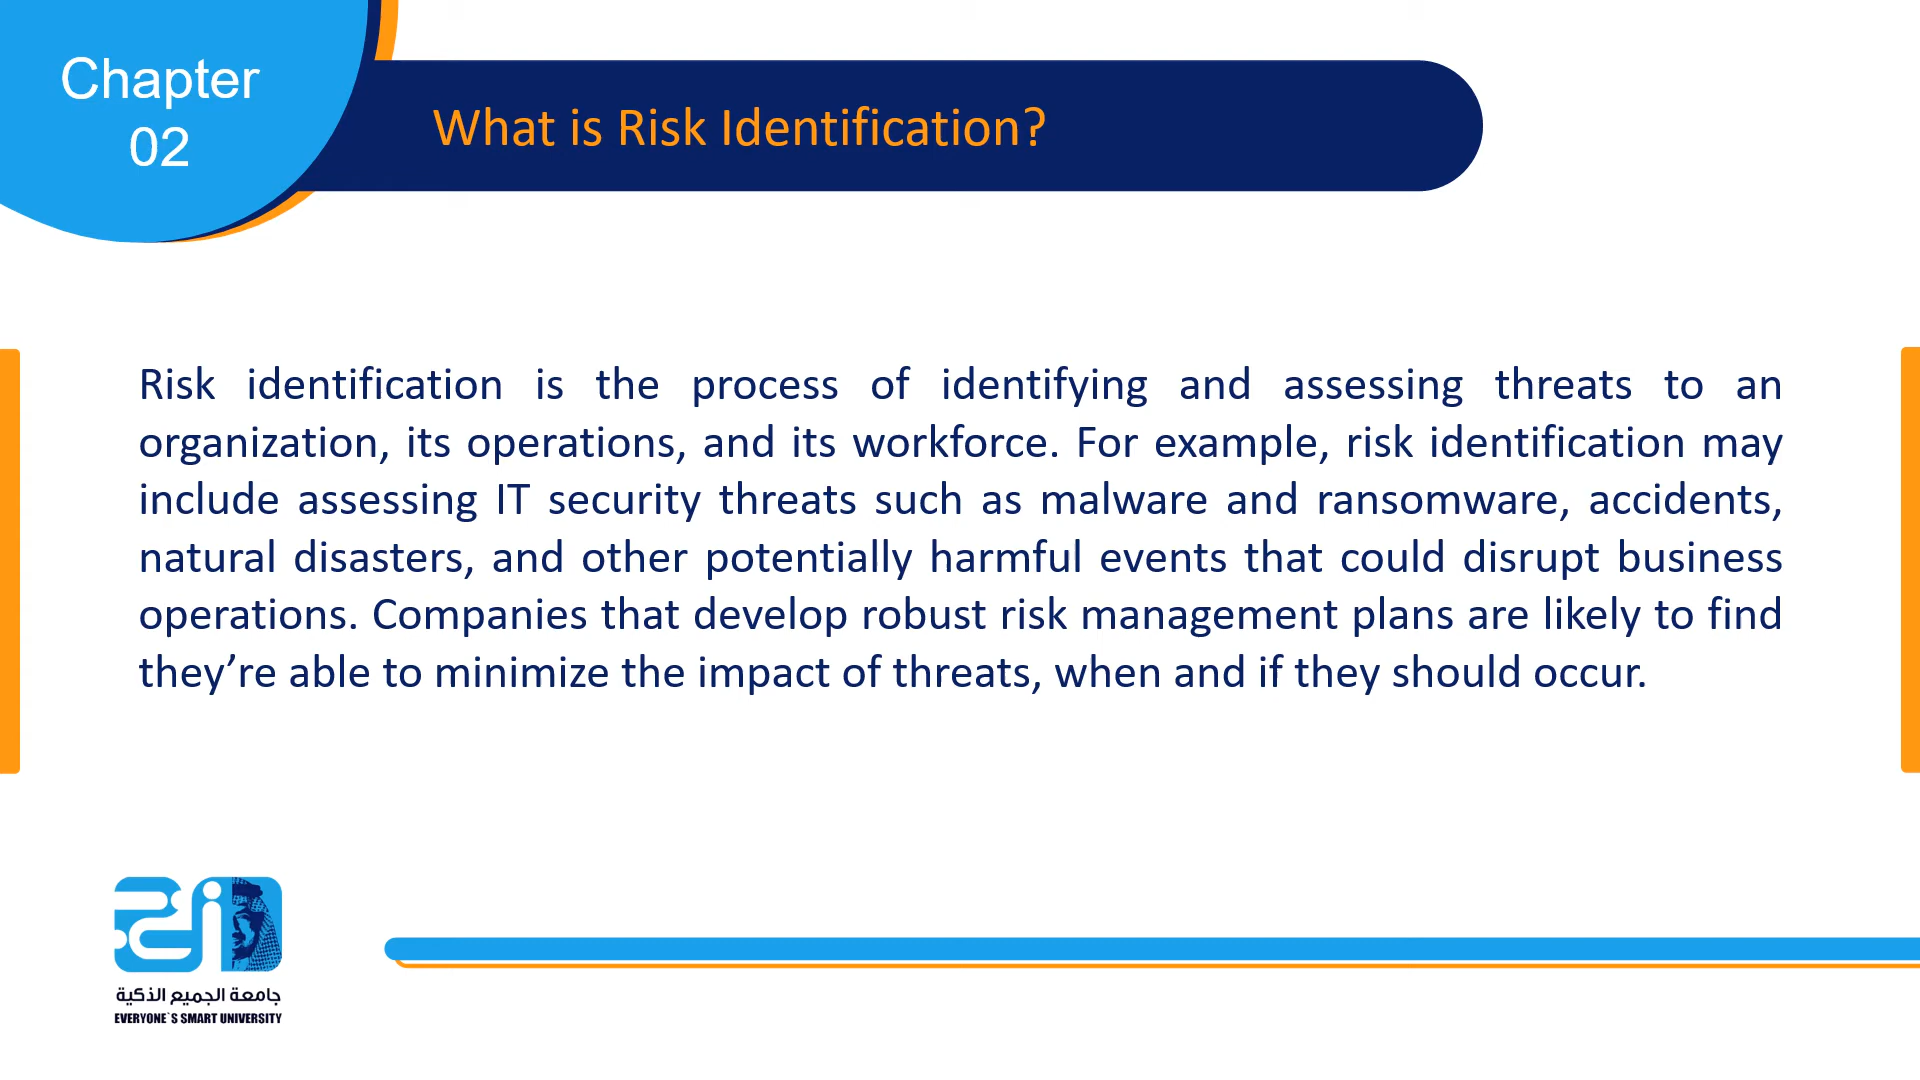 Chapter
02
What is Risk Identification?
Risk identification is the process of identifying and assessing threats to an
organization, its operations, and its workforce. For example, risk identification may
include assessing IT security threats such as malware and ransomware, accidents,
natural disasters, and other potentially harmful events that could disrupt business
operations. Companies that develop robust risk management plans are likely to find
they’re able to minimize the impact of threats, when and if they should occur.
جامعة الجميع الذكية
EVERYONE`S SMART UNIVERSITY